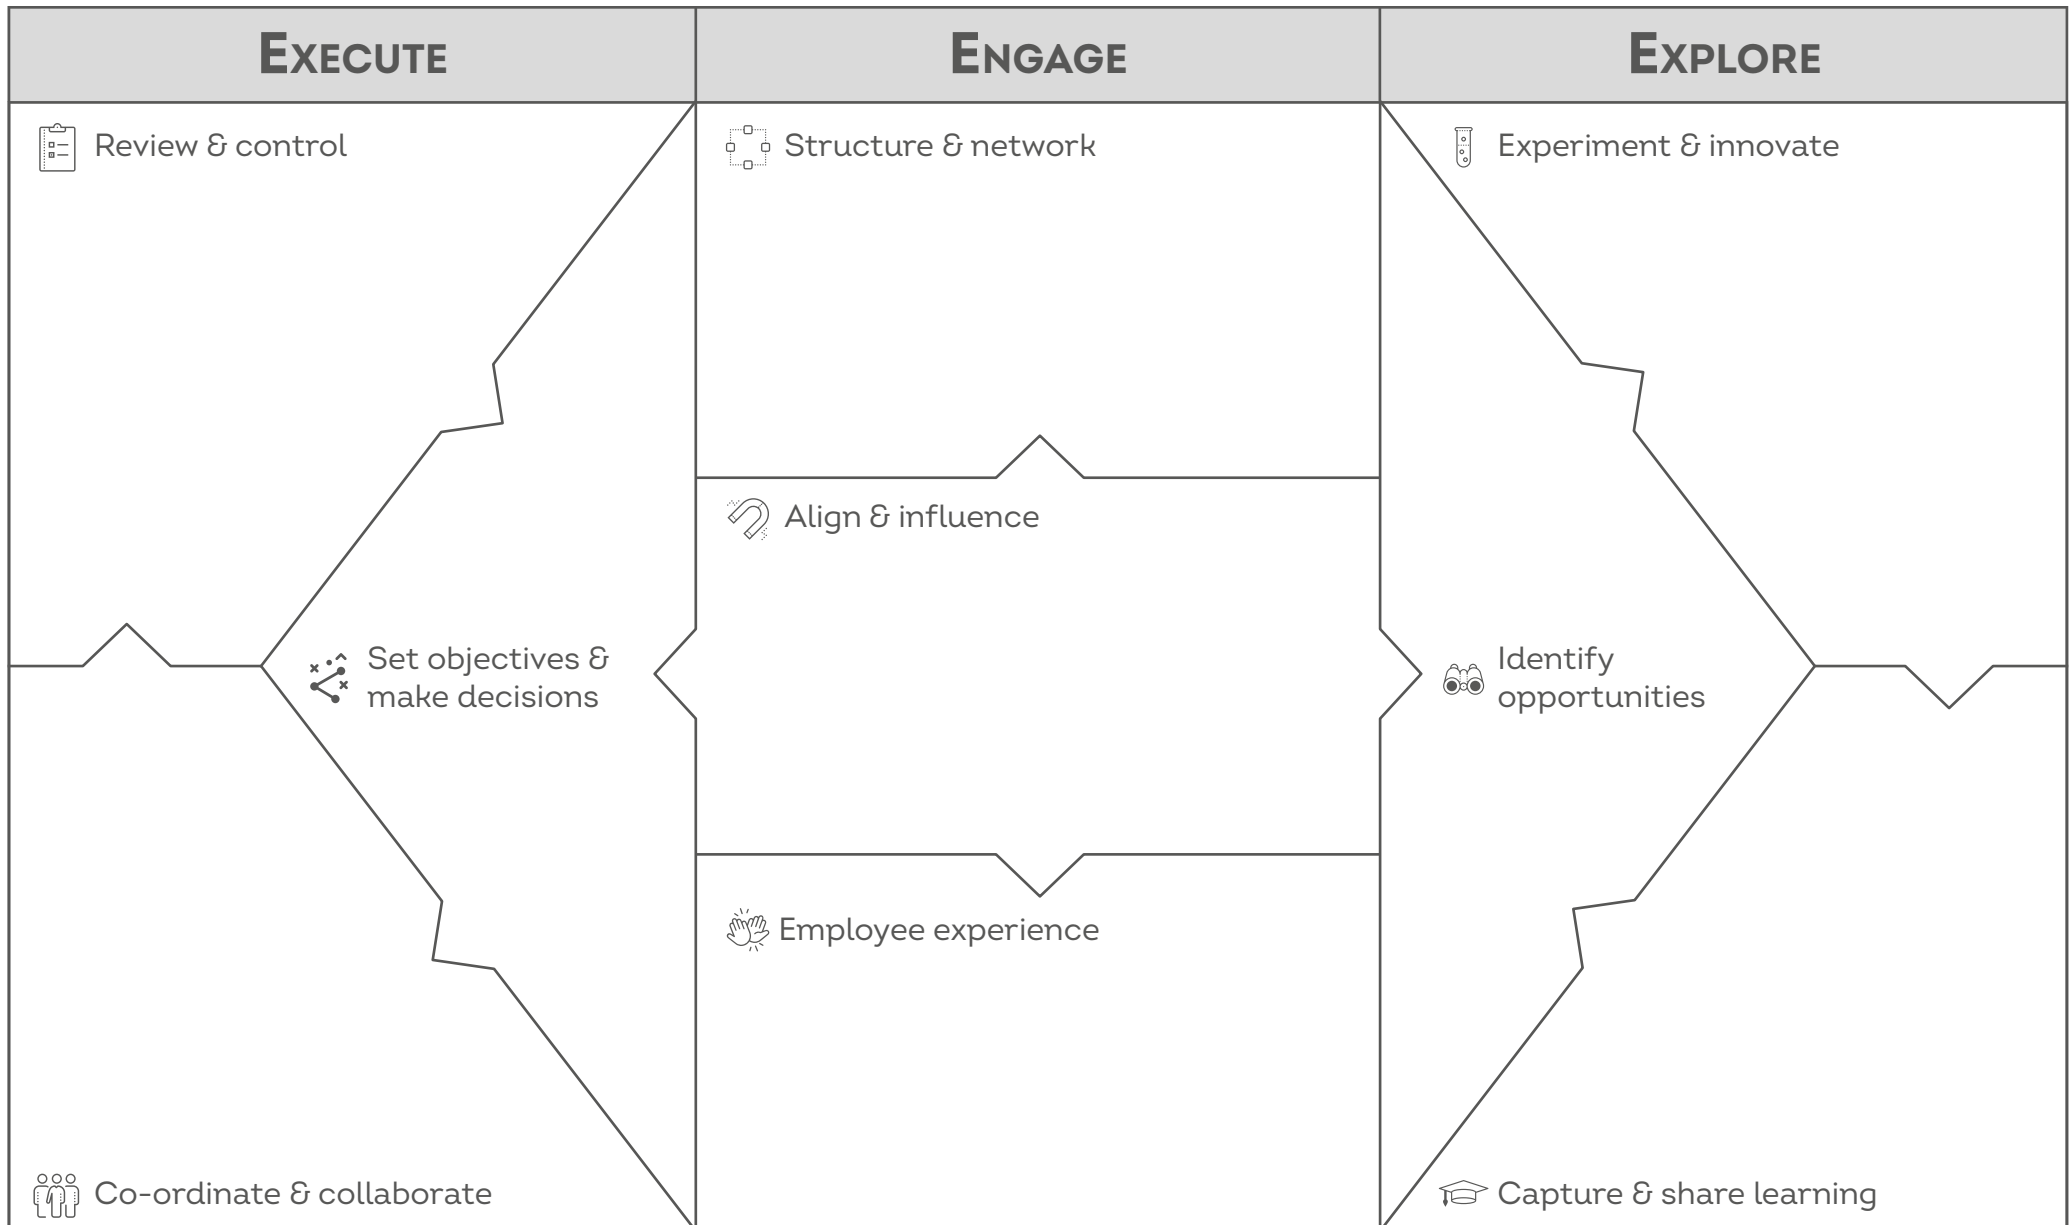 EXECUTE
ENGAGE
EXPLORE
Review & control
Structure & network
Experiment & innovate
Align & influence
Set objectives &
make decisions
Identify
opportunities
Employee experience
Co-ordinate & collaborate
Capture & share learning